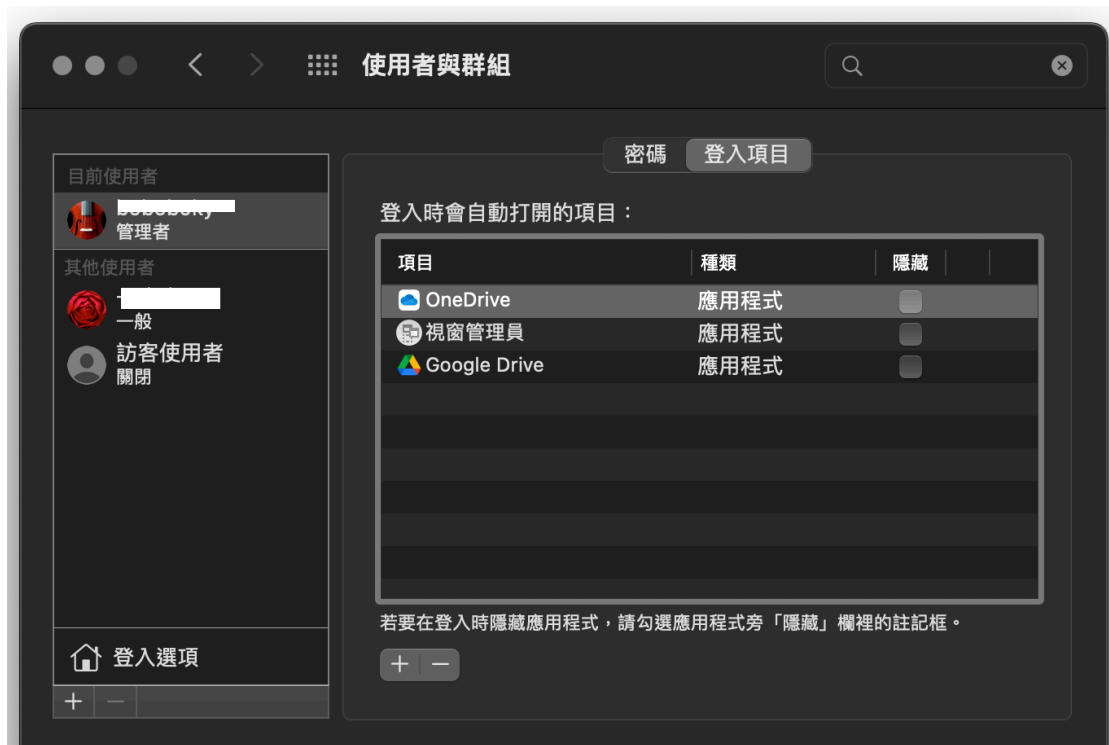 使用者與群組
密碼
登入項目
目前使用者
管理者
其他使用者
一般
訪客使用者
關閉
登入選項
登入時會自動打開的項目：
項目 種類 隱藏
OneDrive 應用程式
視窗管理員 應用程式
Google Drive 應用程式
若要在登入時隱藏應用程式，請勾選應用程式旁「隱藏」欄裡的註記框。